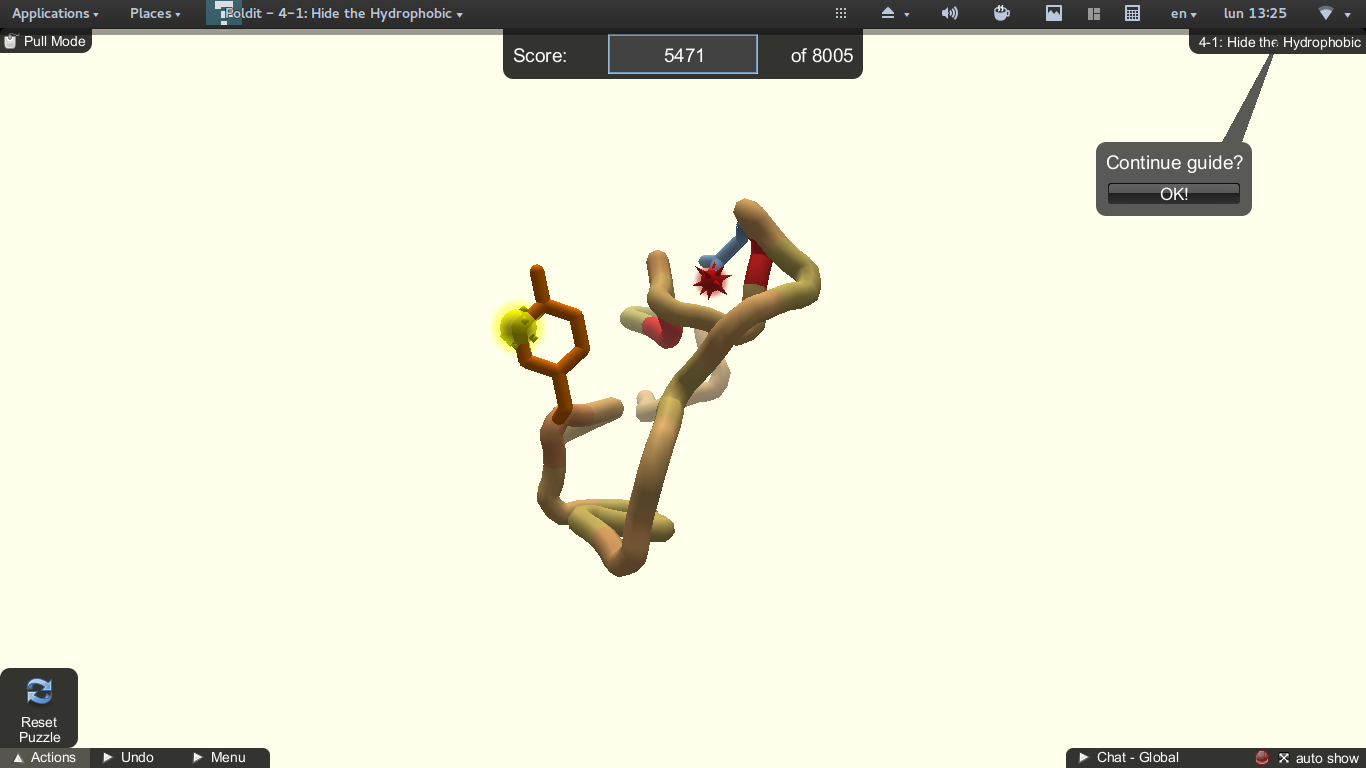 Applications Places Foldit - 4-1: Hide the Hydrophobic en lun 13:25
Pull Mode
Score: 5471 of 8005
4-1: Hide the Hydrophobic
Continue guide?
OK!
Reset
Puzzle
Actions Undo Menu
Chat - Global auto show